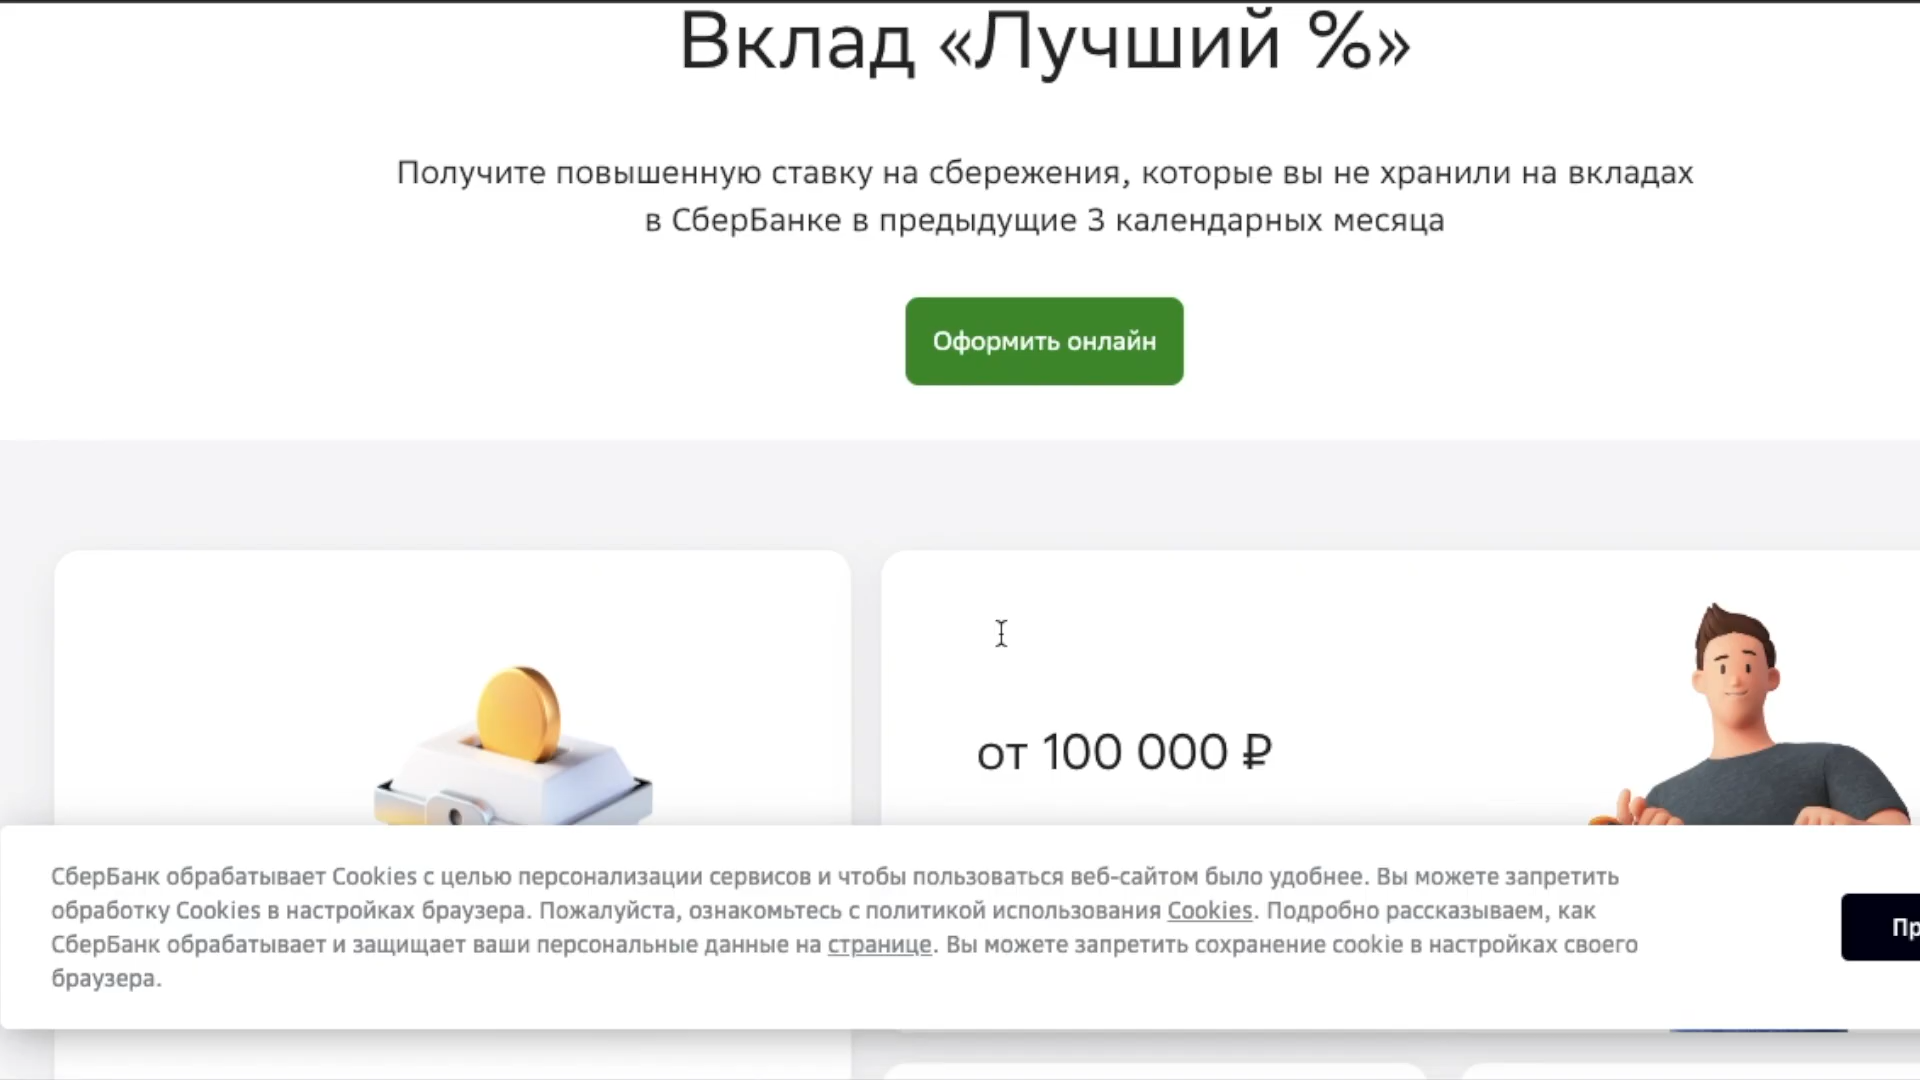 Вклад «Лучший %»
Получите повышенную ставку на сбережения, которые вы не хранили на вкладах
в СберБанке в предыдущие 3 календарных месяца
Оформить онлайн
от 100 000 ₽
СберБанк обрабатывает Cookies с целью персонализации сервисов и чтобы пользоваться веб-сайтом было удобнее. Вы можете запретить
обработку Cookies в настройках браузера. Пожалуйста, ознакомьтесь с политикой использования Cookies. Подробно рассказываем, как
СберБанк обрабатывает и защищает ваши персональные данные на странице. Вы можете запретить сохранение cookie в настройках своего
браузера.